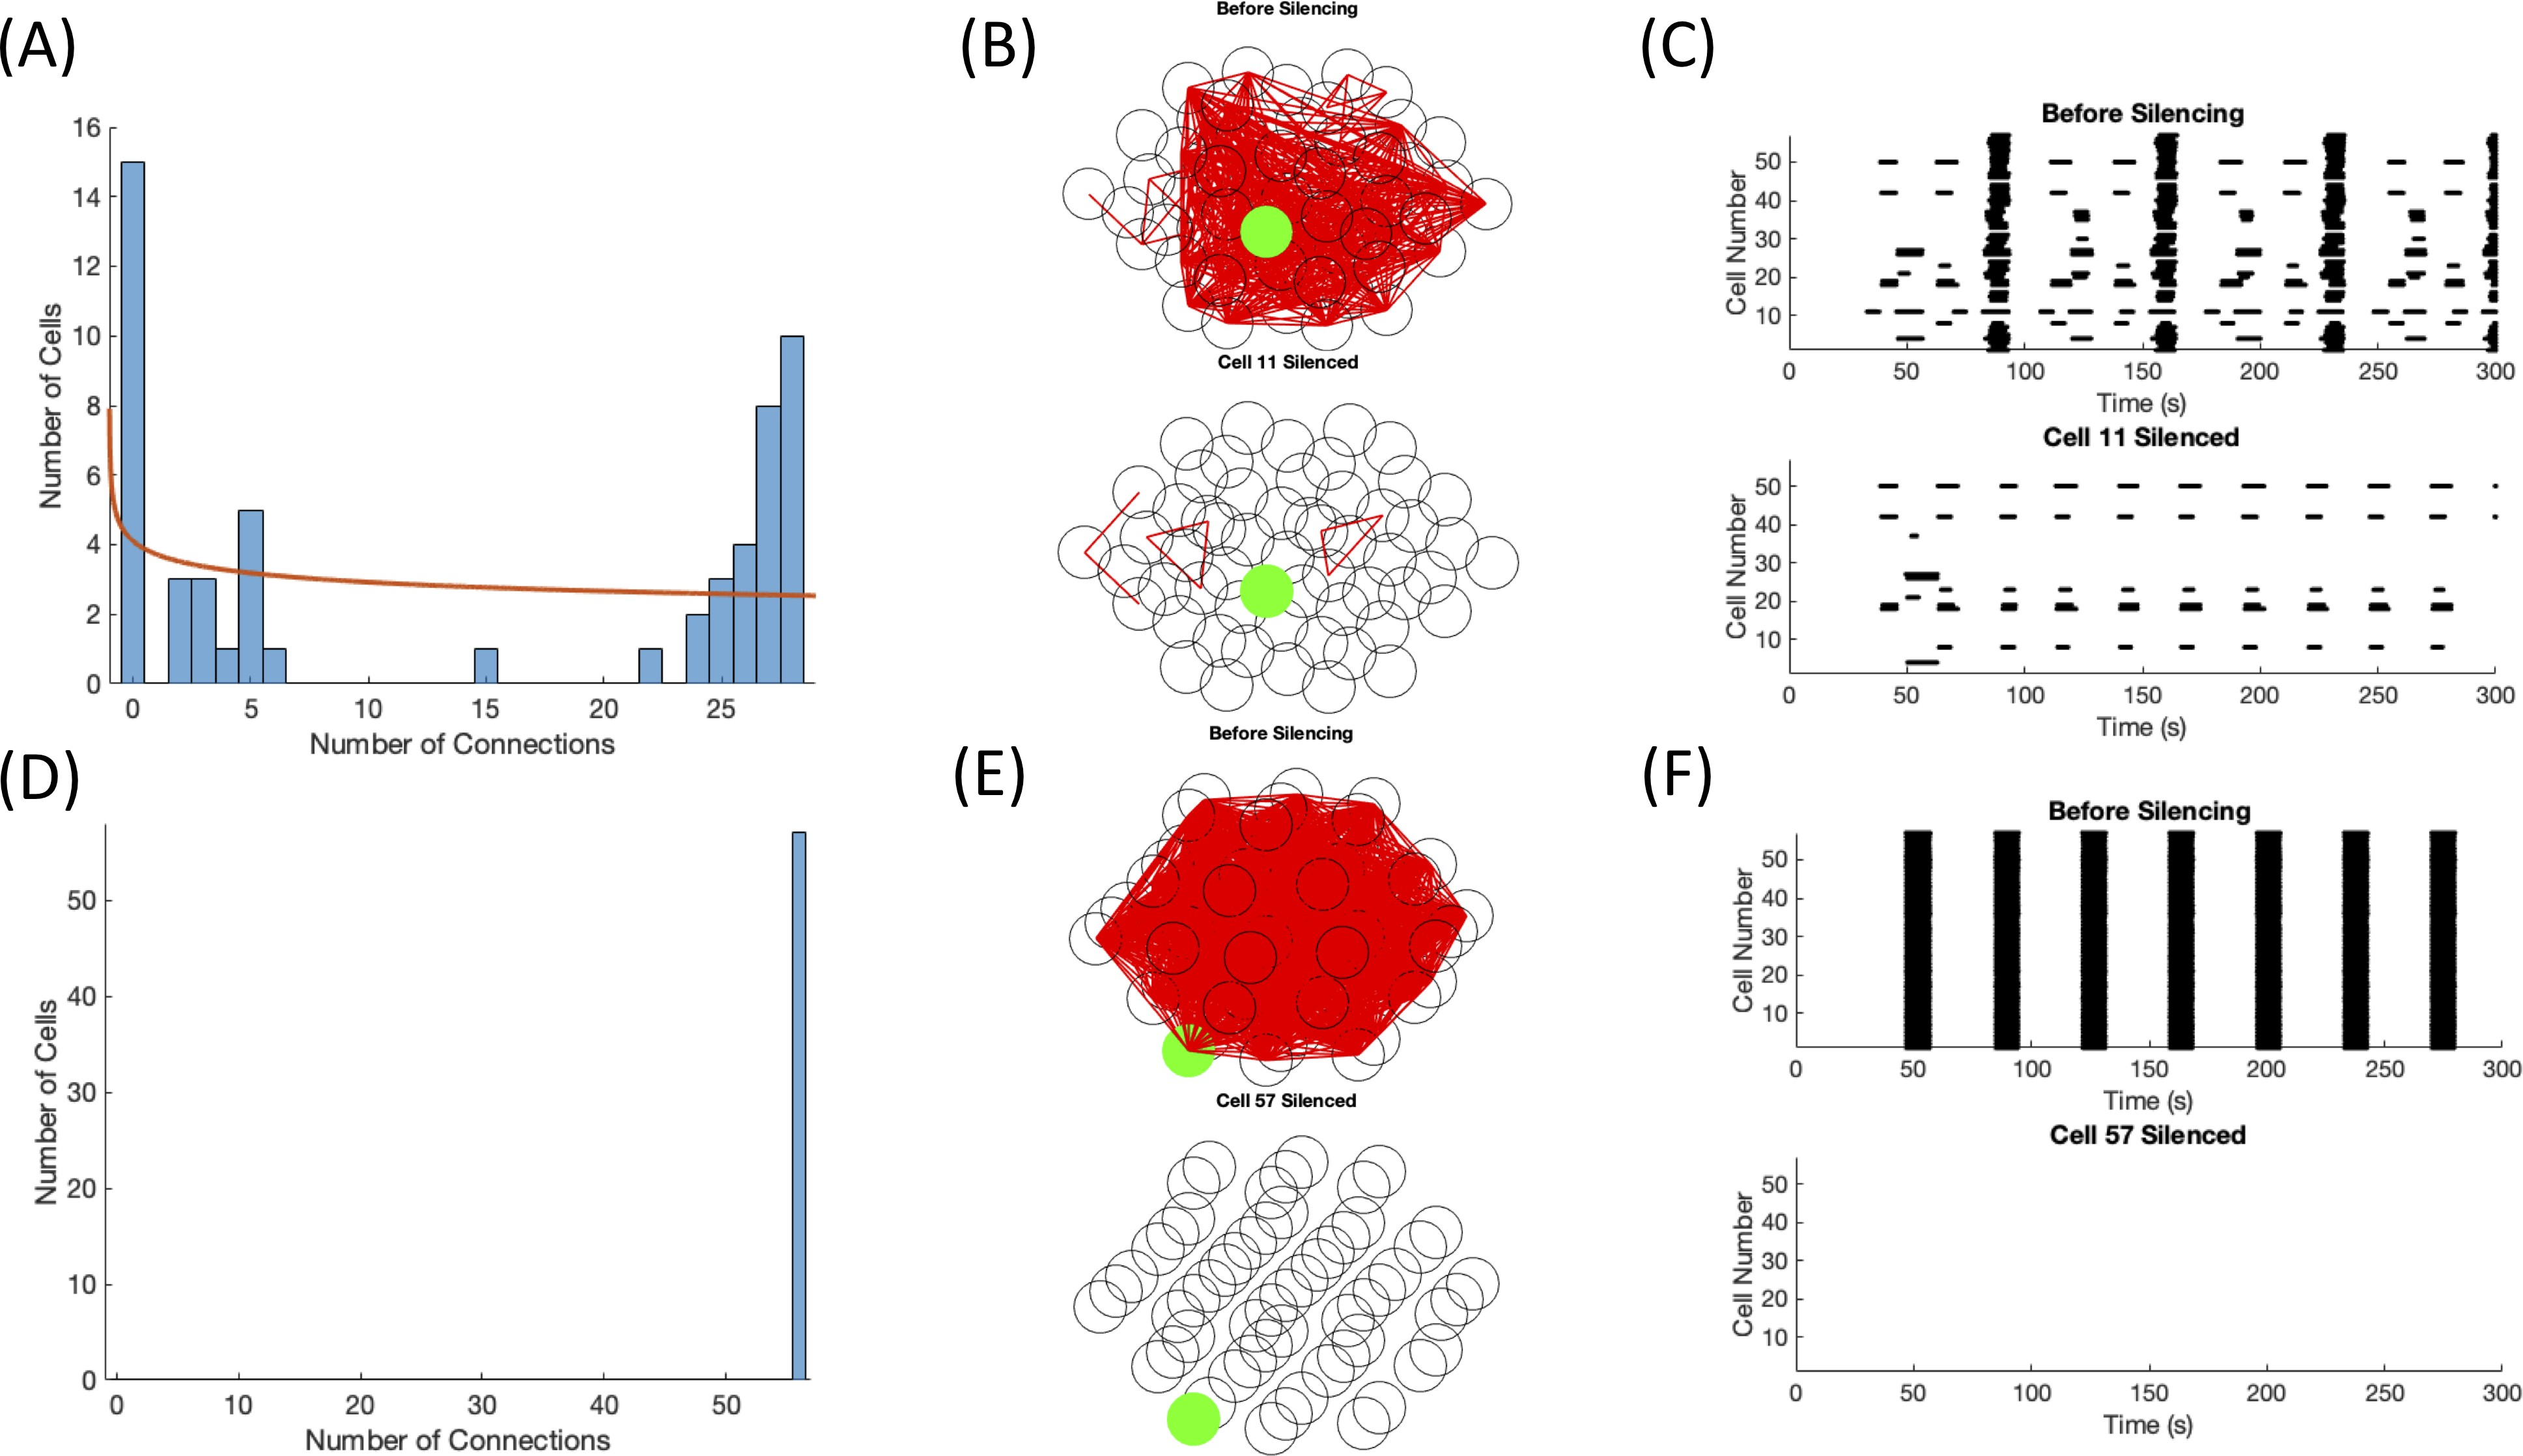 (A)
16
14
12
10
8
6
4
2
0
Number of Cells
0 5 10 15 20 25
Number of Connections
(B)
Before Silencing
Cell 11 Silenced
(C)
Before Silencing
50
40
30
20
10
Cell Number
0 50 100 150 200 250 300
Time (s)
Cell 11 Silenced
50
40
30
20
10
Cell Number
0 50 100 150 200 250 300
Time (s)
(D)
50
40
30
20
10
0
Number of Cells
0 10 20 30 40 50
Number of Connections
(E)
Before Silencing
Cell 57 Silenced
(F)
Before Silencing
50
40
30
20
10
Cell Number
0 50 100 150 200 250 300
Time (s)
Cell 57 Silenced
50
40
30
20
10
Cell Number
0 50 100 150 200 250 300
Time (s)